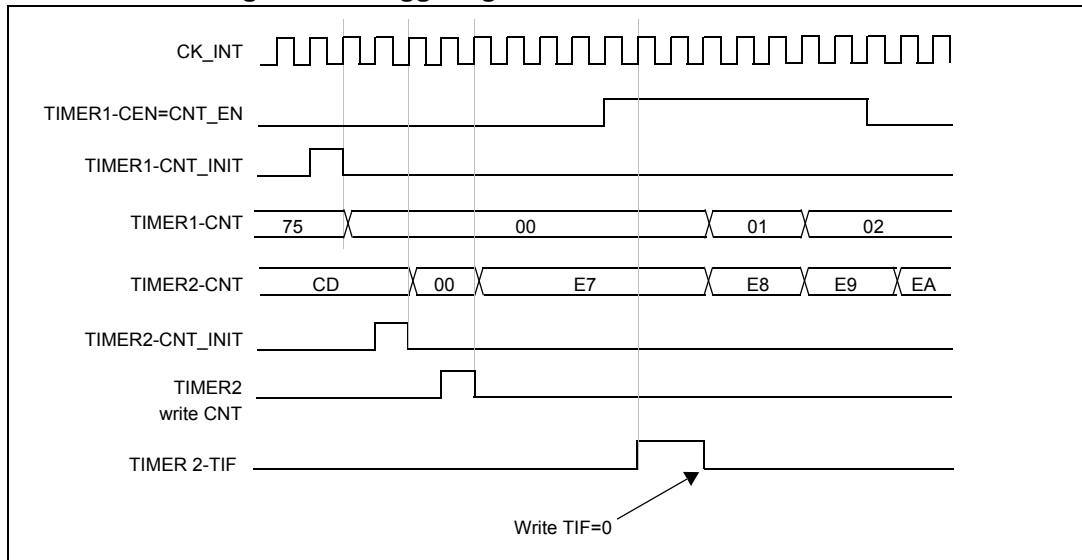 CK_INT
TIMER1-CEN=CNT_EN
TIMER1-CNT_INIT
TIMER1-CNT
75 00 01 02
TIMER2-CNT
CD 00 E7 E8 E9 EA
TIMER2-CNT_INIT
TIMER2
write CNT
TIMER 2-TIF
Write TIF=0